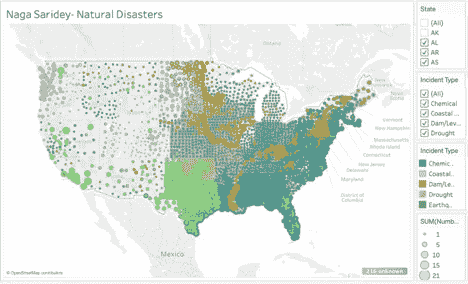 Naga Saridey- Natural Disasters
State
(All)
AK
AL
AR
AS
Incident Type
(All)
Chemical
Coastal ...
Dam/Lev...
Drought
Incident Type
Chemic...
Coastal..
Dam/Le..
Drought
Earthq..
SUM(Numb..
1
5
10
15
21
Vermont
New Hampshire
Massachusetts
Rhode Island
Connecticut
New Jersey
Delaware
Maryland
District of
Columbia
Mexico
© OpenStreetMap contributors
216 unknown